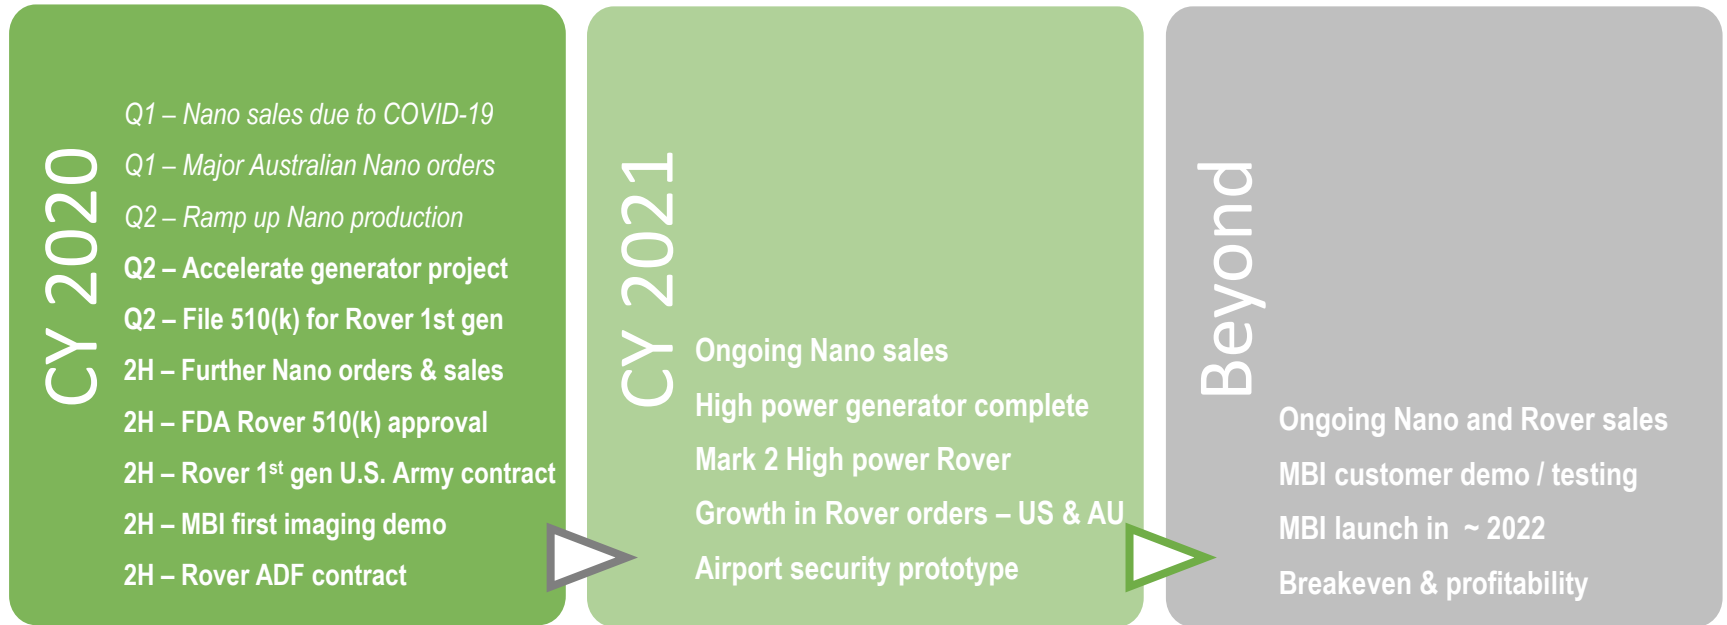 CY 2020
Q1 – Nano sales due to COVID-19
Q1 – Major Australian Nano orders
Q2 – Ramp up Nano production
Q2 – Accelerate generator project
Q2 – File 510(k) for Rover 1st gen
2H – Further Nano orders & sales
2H – FDA Rover 510(k) approval
2H – Rover 1st gen U.S. Army contract
2H – MBI first imaging demo
2H – Rover ADF contract
CY 2021
Ongoing Nano sales
High power generator complete
Mark 2 High power Rover
Growth in Rover orders – US & AU
Airport security prototype
Beyond
Ongoing Nano and Rover sales
MBI customer demo / testing
MBI launch in ~ 2022
Breakeven & profitability